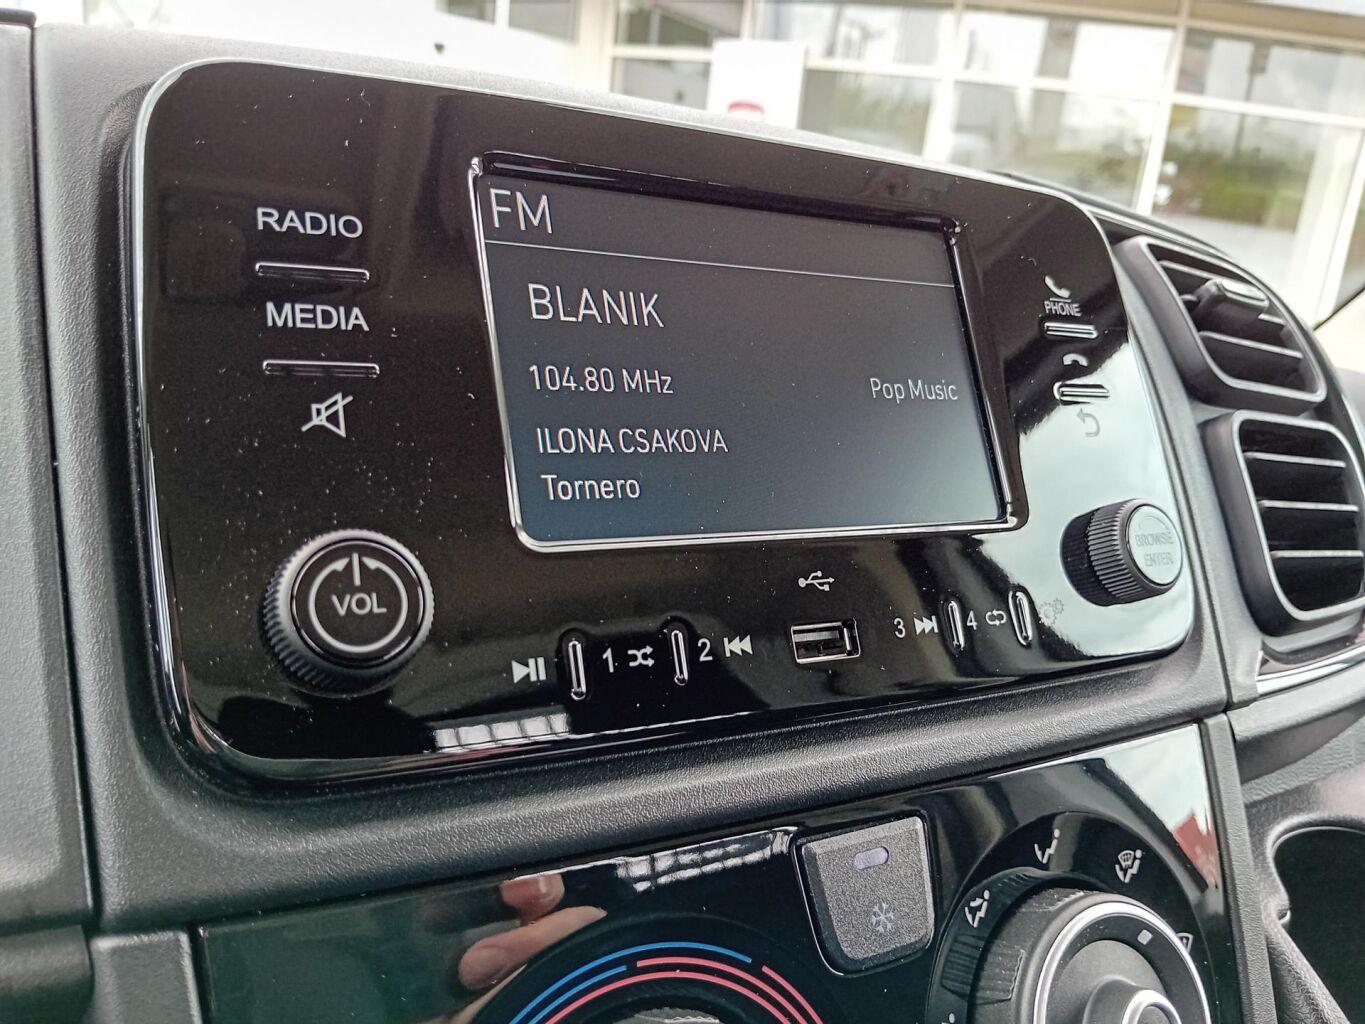 RADIO
MEDIA
VOL
FM
BLANIK
104.80 MHz
Pop Music
ILONA CSAKOVA
Tornero
PHONE
BROWSE
ENTER
1
2
3
4